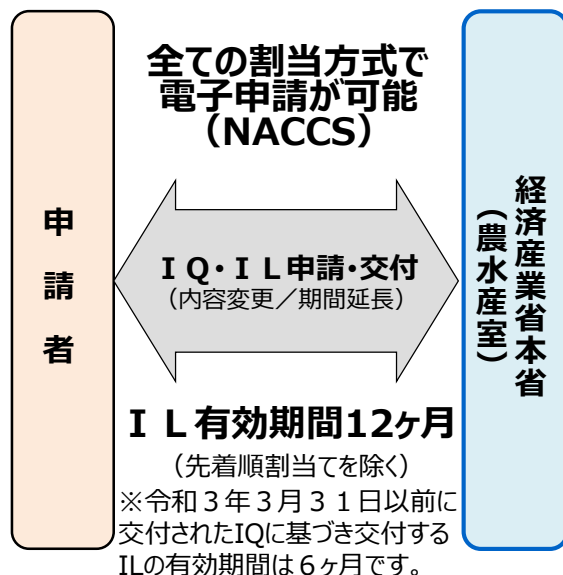 全ての割当方式で
電子申請が可能
（NACCS）
申請者
ＩＱ・ＩＬ申請・交付
（内容変更／期間延長）
経済産業省本省
（農水産室）
ＩＬ有効期間12ヶ月
（先着順割当てを除く）
※令和３年３月３１日以前に
交付されたIQに基づき交付する
ILの有効期間は６ヶ月です。